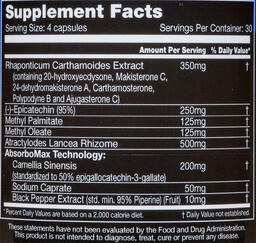 Supplement Facts
Serving Size: 4 capsules Servings Per Container: 30
Amount Per Serving % Daily Value*
Rhaponticum Carthamoides Extract 350mg †
(containing 20-hydroxyecdysone, Makisterone C,
24-dehydromakisterone A, Carthamosterone,
Polypodyne B and Ajugasterone C)
(-)-Epicatechin (95%) 250mg †
Methyl Palmitate 125mg †
Methyl Oleate 125mg †
Atractylodes Lancea Rhizome 500mg †
AbsorboMax Technology:
Camellia Sinensis 200mg †
(standardized to 50% epigallocatechin-3-gallate)
Sodium Caprate 50mg †
Black Pepper Extract (std. min. 95% Piperine) (Fruit) 10mg †
*Percent Daily Values are based on a 2,000 calorie diet. † Daily Value not established.
These statements have not been evaluated by the Food and Drug Administration.
This product is not intended to diagnose, treat, cure or prevent any disease.